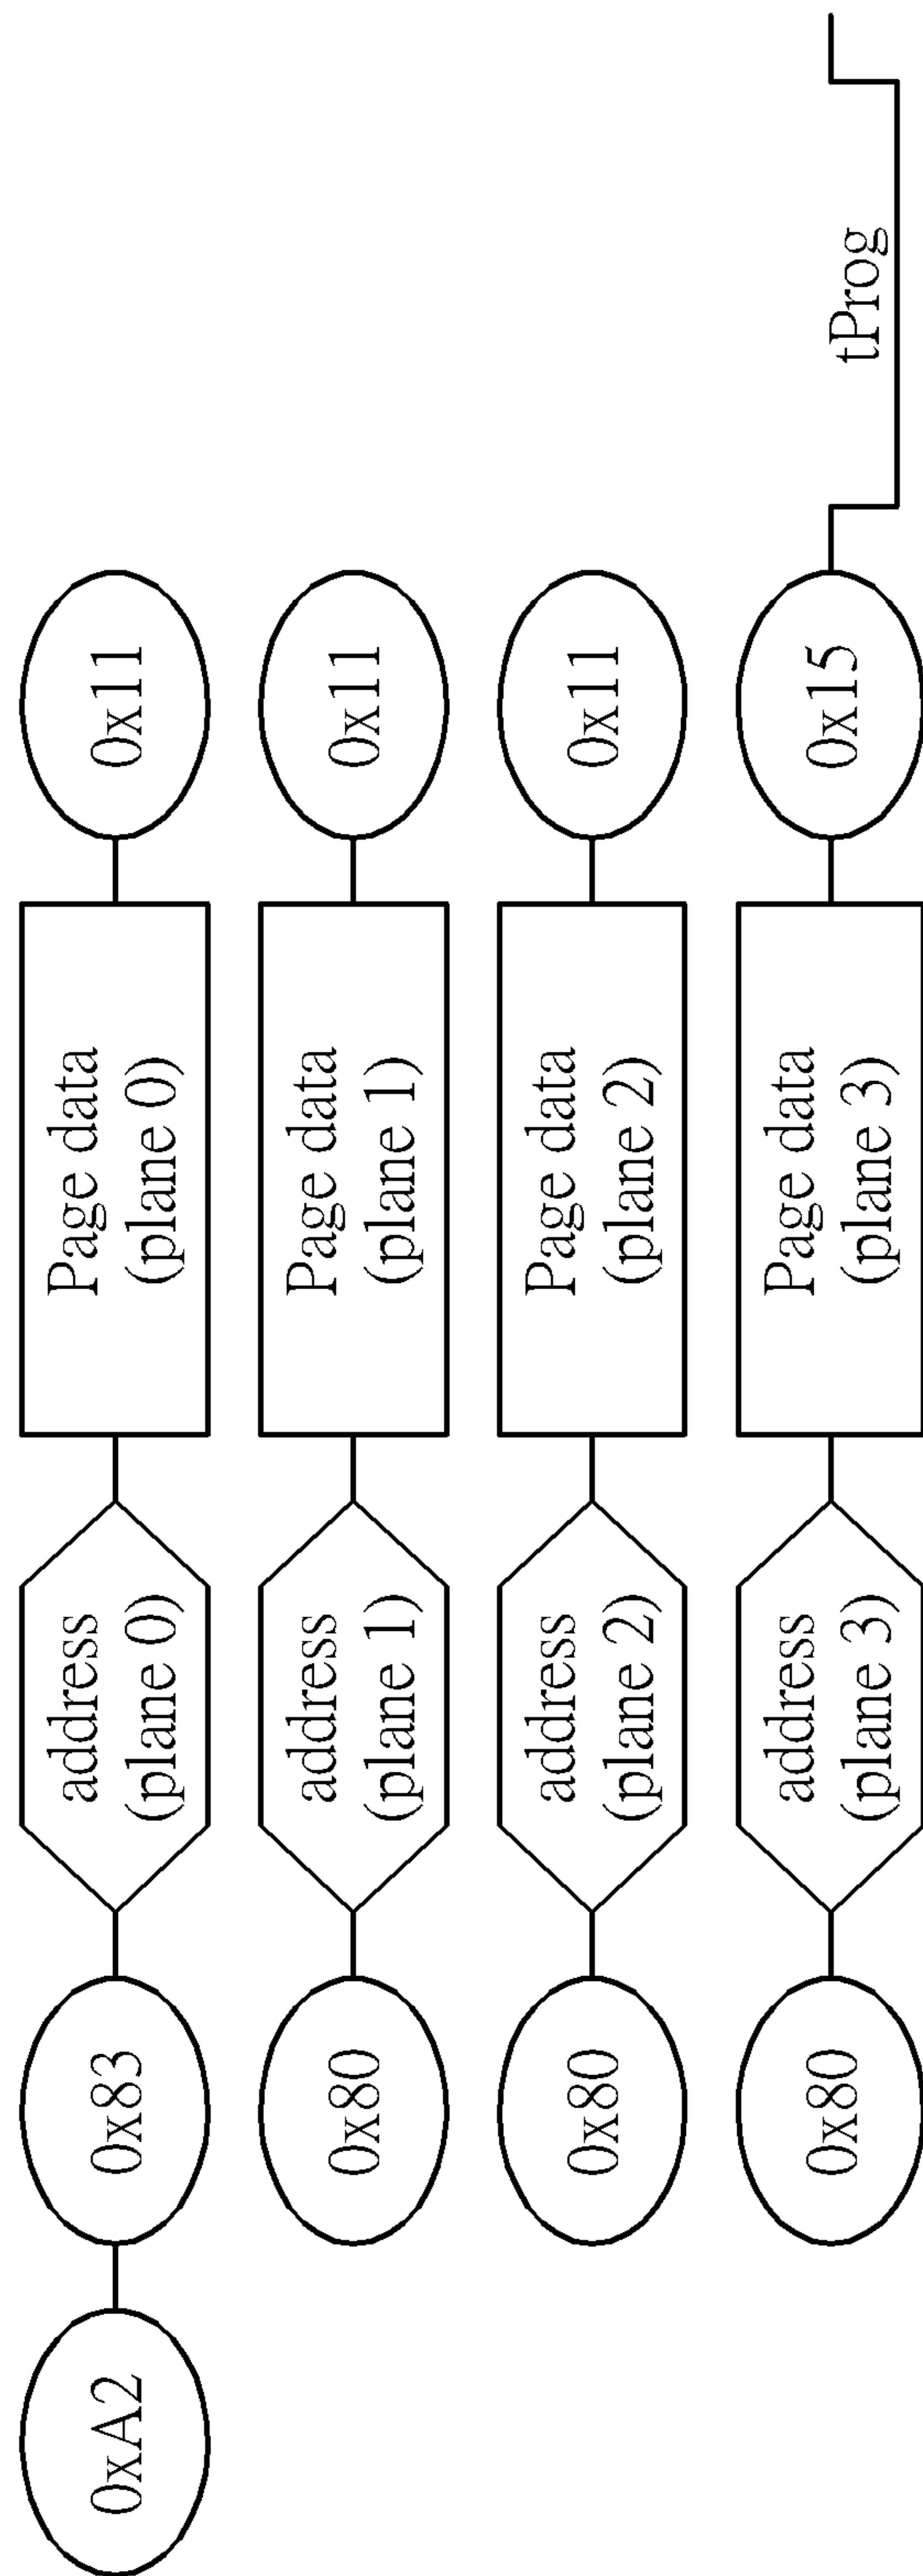 0xA2
0x83
address
(plane 0)
Page data
(plane 0)
0x11
0x80
address
(plane 1)
Page data
(plane 1)
0x11
0x80
address
(plane 2)
Page data
(plane 2)
0x11
0x80
address
(plane 3)
Page data
(plane 3)
0x15
tProg